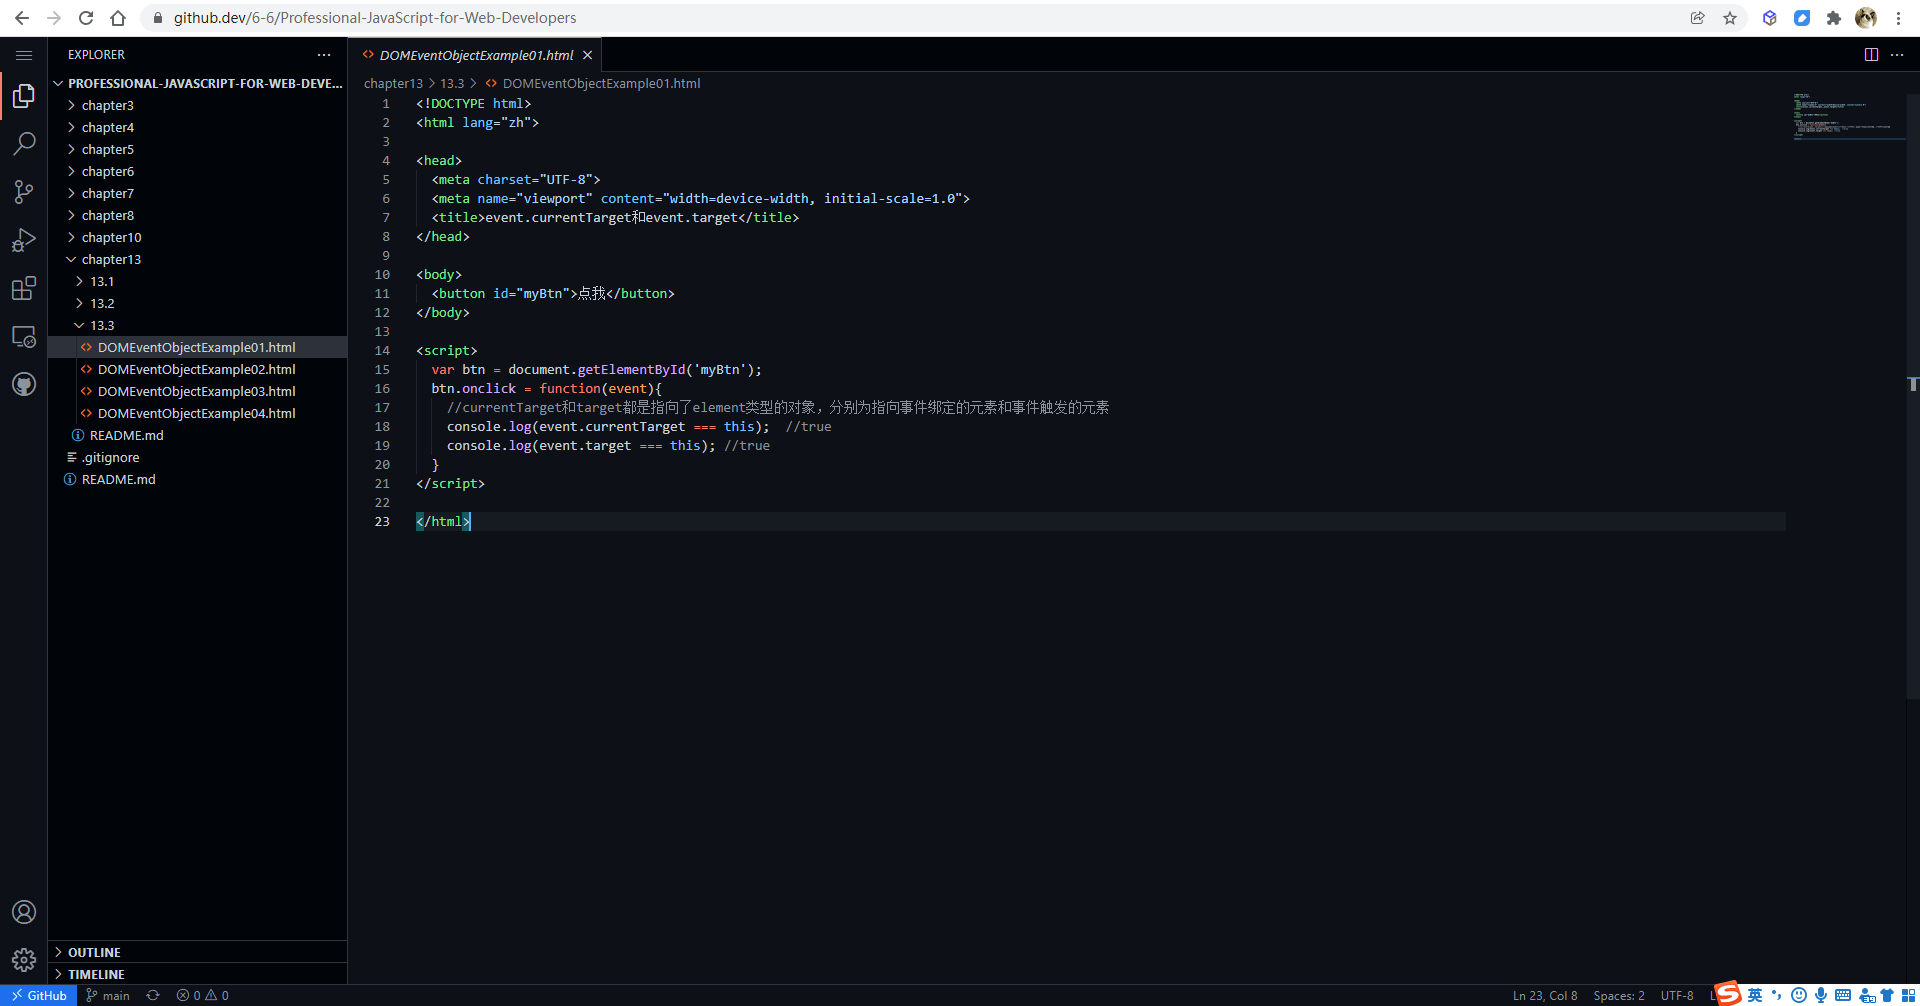 github.dev/6-6/Professional-JavaScript-for-Web-Developers
EXPLORER
PROFESSIONAL-JAVASCRIPT-FOR-WEB-DEVE...
chapter3
chapter4
chapter5
chapter6
chapter7
chapter8
chapter10
chapter13
13.1
13.2
13.3
DOMEventObjectExample01.html
DOMEventObjectExample02.html
DOMEventObjectExample03.html
DOMEventObjectExample04.html
README.md
.gitignore
README.md
OUTLINE
TIMELINE
DOMEventObjectExample01.html
chapter13 > 13.3 > DOMEventObjectExample01.html
1 <!DOCTYPE html>
2 <html lang="zh">
3
4 <head>
5 <meta charset="UTF-8">
6 <meta name="viewport" content="width=device-width, initial-scale=1.0">
7 <title>event.currentTarget和event.target</title>
8 </head>
9
10 <body>
11 <button id="myBtn">点我</button>
12 </body>
13
14 <script>
15 var btn = document.getElementById('myBtn');
16 btn.onclick = function(event){
17 //currentTarget和target都是指向了element类型的对象，分别为指向事件绑定的元素和事件触发的元素
18 console.log(event.currentTarget === this);  //true
19 console.log(event.target === this); //true
20 }
21 </script>
22
23 </html>
GitHub main 0 0 Ln 23, Col 8 Spaces: 2 UTF-8 英